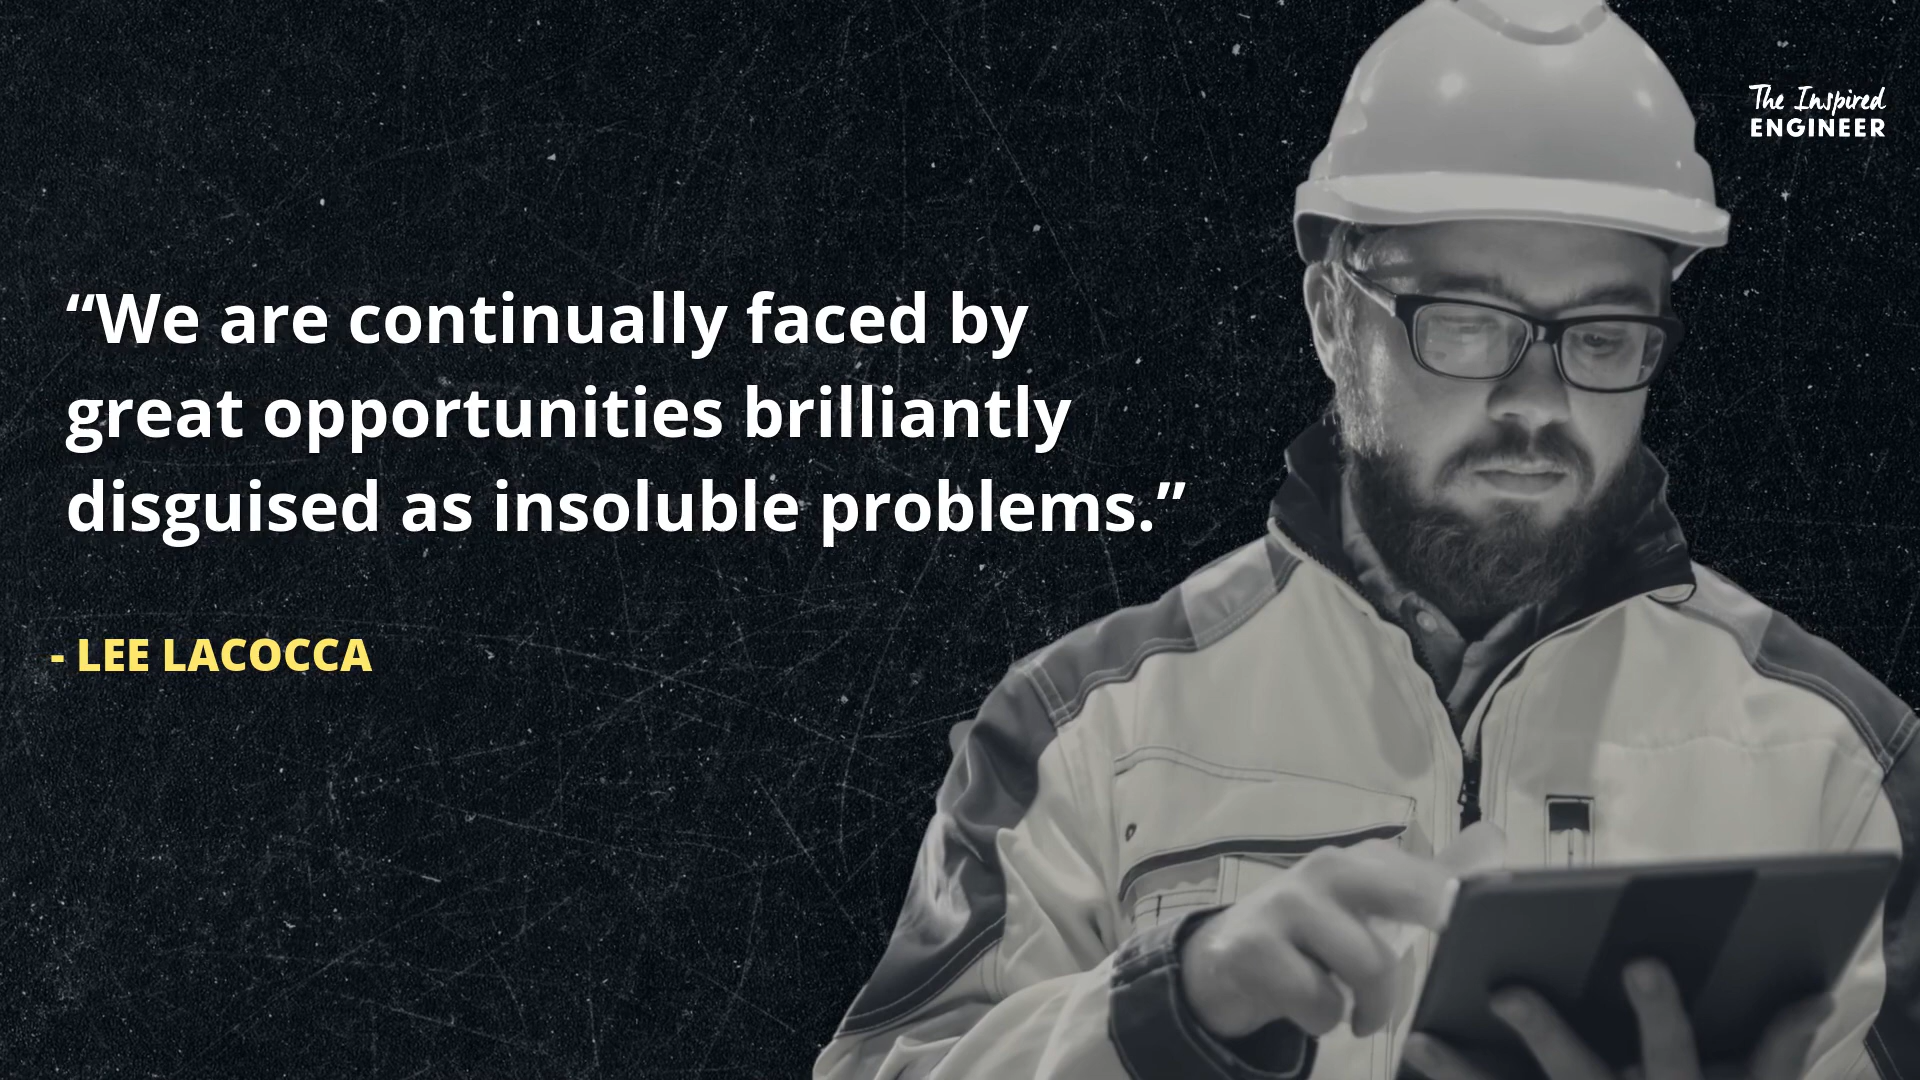 The Inspired
ENGINEER
“We are continually faced by
great opportunities brilliantly
disguised as insoluble problems.”
- LEE LACOCCA